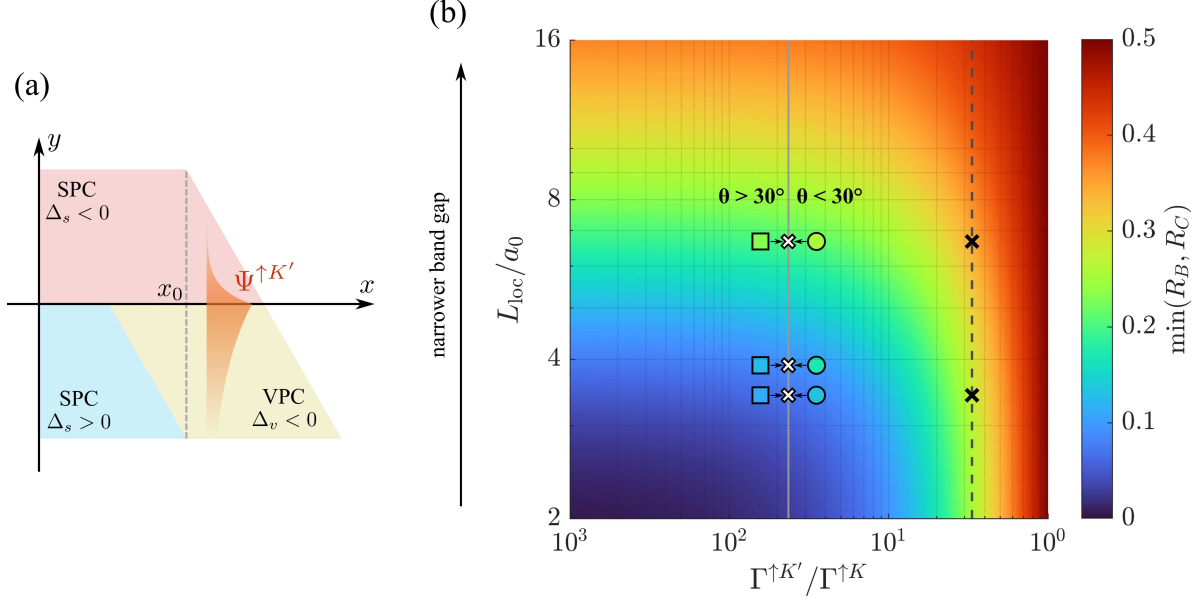 (a)
y
SPC
Δ_s < 0
Ψ^{↑K′}
x_0
x
SPC
Δ_s > 0
VPC
Δ_v < 0
(b)
narrower band gap
L_loc/a_0
16
8
4
2
θ > 30° θ < 30°
10^3
10^2
10^1
10^0
Γ^{↑K′}/Γ^{↑K}
0.5
0.4
0.3
0.2
0.1
0
min(R_B, R_C)